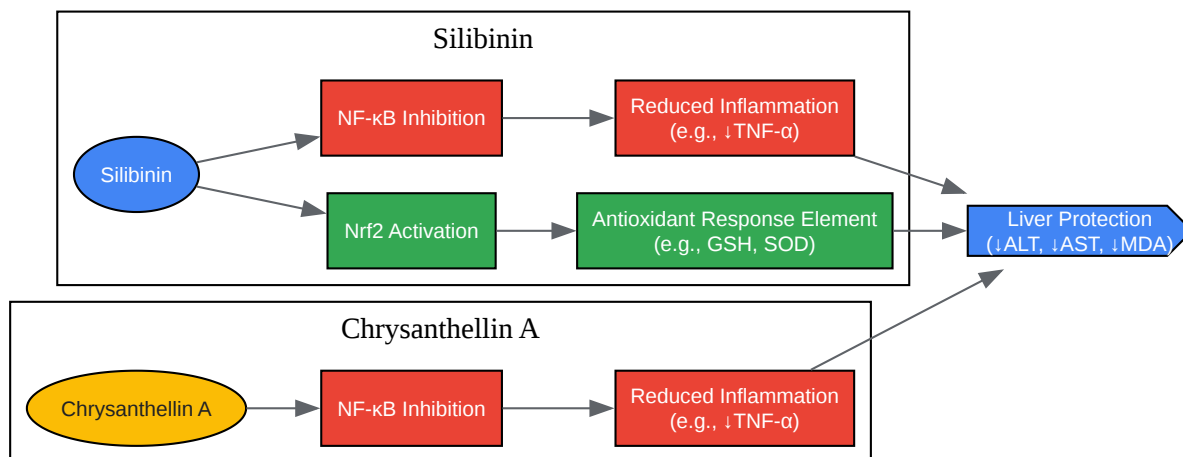 Silibinin
Silibinin
NF-κB Inhibition
Reduced Inflammation
(e.g., ↓TNF-α)
Nrf2 Activation
Antioxidant Response Element
(e.g., GSH, SOD)
Liver Protection
(↓ALT, ↓AST, ↓MDA)
Chrysanthellin A
Chrysanthellin A
NF-κB Inhibition
Reduced Inflammation
(e.g., ↓TNF-α)